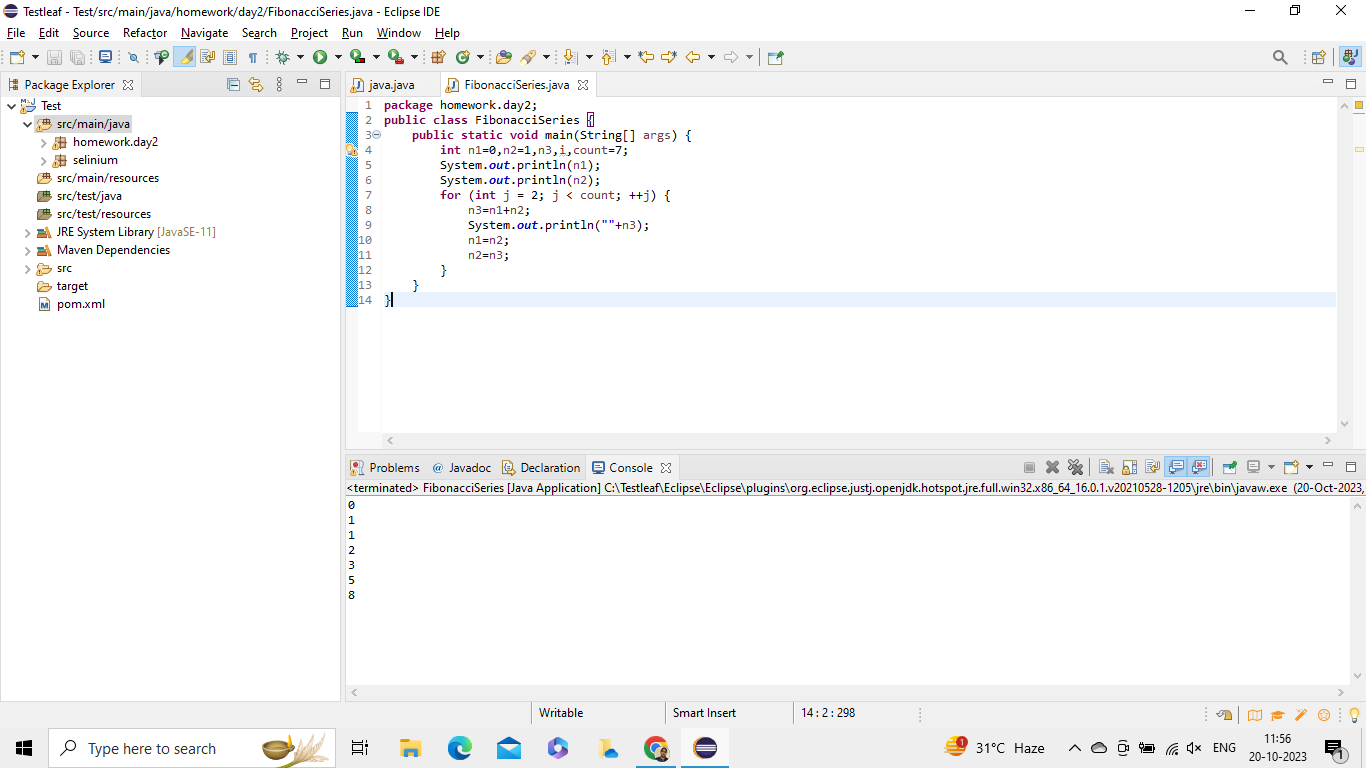 Testleaf - Test/src/main/java/homework/day2/FibonacciSeries.java - Eclipse IDE
File Edit Source Refactor Navigate Search Project Run Window Help
Package Explorer
Test
src/main/java
homework.day2
selinium
src/main/resources
src/test/java
src/test/resources
JRE System Library [JavaSE-11]
Maven Dependencies
src
target
pom.xml
java.java FibonacciSeries.java
1 package homework.day2;
2 public class FibonacciSeries {
3 public static void main(String[] args) {
4 int n1=0,n2=1,n3,i,count=7;
5 System.out.println(n1);
6 System.out.println(n2);
7 for (int j = 2; j < count; ++j) {
8 n3=n1+n2;
9 System.out.println(""+n3);
10 n1=n2;
11 n2=n3;
12 }
13 }
14 }
Problems @ Javadoc Declaration Console
<terminated> FibonacciSeries [Java Application] C:\Testleaf\Eclipse\Eclipse\plugins\org.eclipse.justj.openjdk.hotspot.jre.full.win32.x86_64_16.0.1.v20210528-1205\jre\bin\javaw.exe (20-Oct-2023,
0
1
1
2
3
5
8
Writable Smart Insert 14 : 2 : 298
Type here to search
1
31°C Haze
ENG
11:56
20-10-2023
1